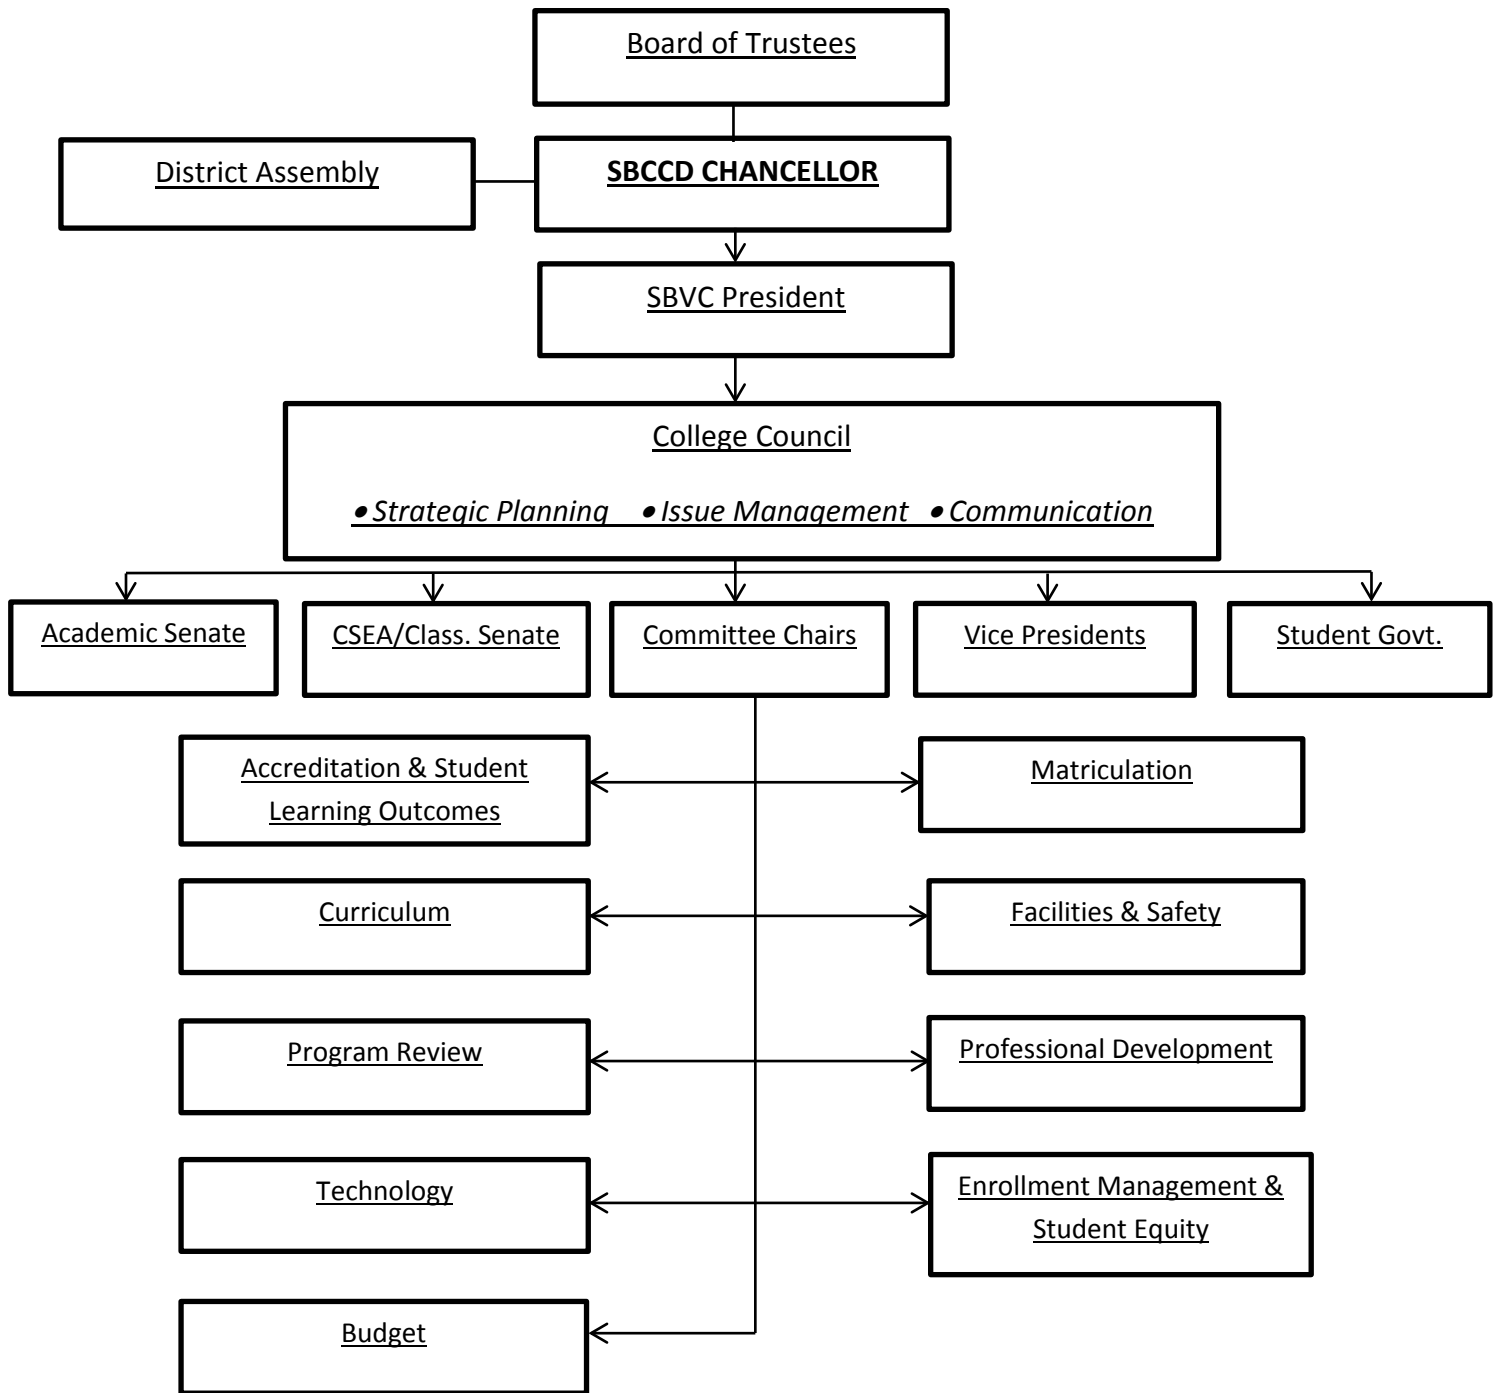 Board of Trustees
District Assembly
SBCCD CHANCELLOR
SBVC President
College Council
• Strategic Planning • Issue Management • Communication
Academic Senate
CSEA/Class. Senate
Committee Chairs
Vice Presidents
Student Govt.
Accreditation & Student
Learning Outcomes
Matriculation
Curriculum
Facilities & Safety
Program Review
Professional Development
Technology
Enrollment Management &
Student Equity
Budget